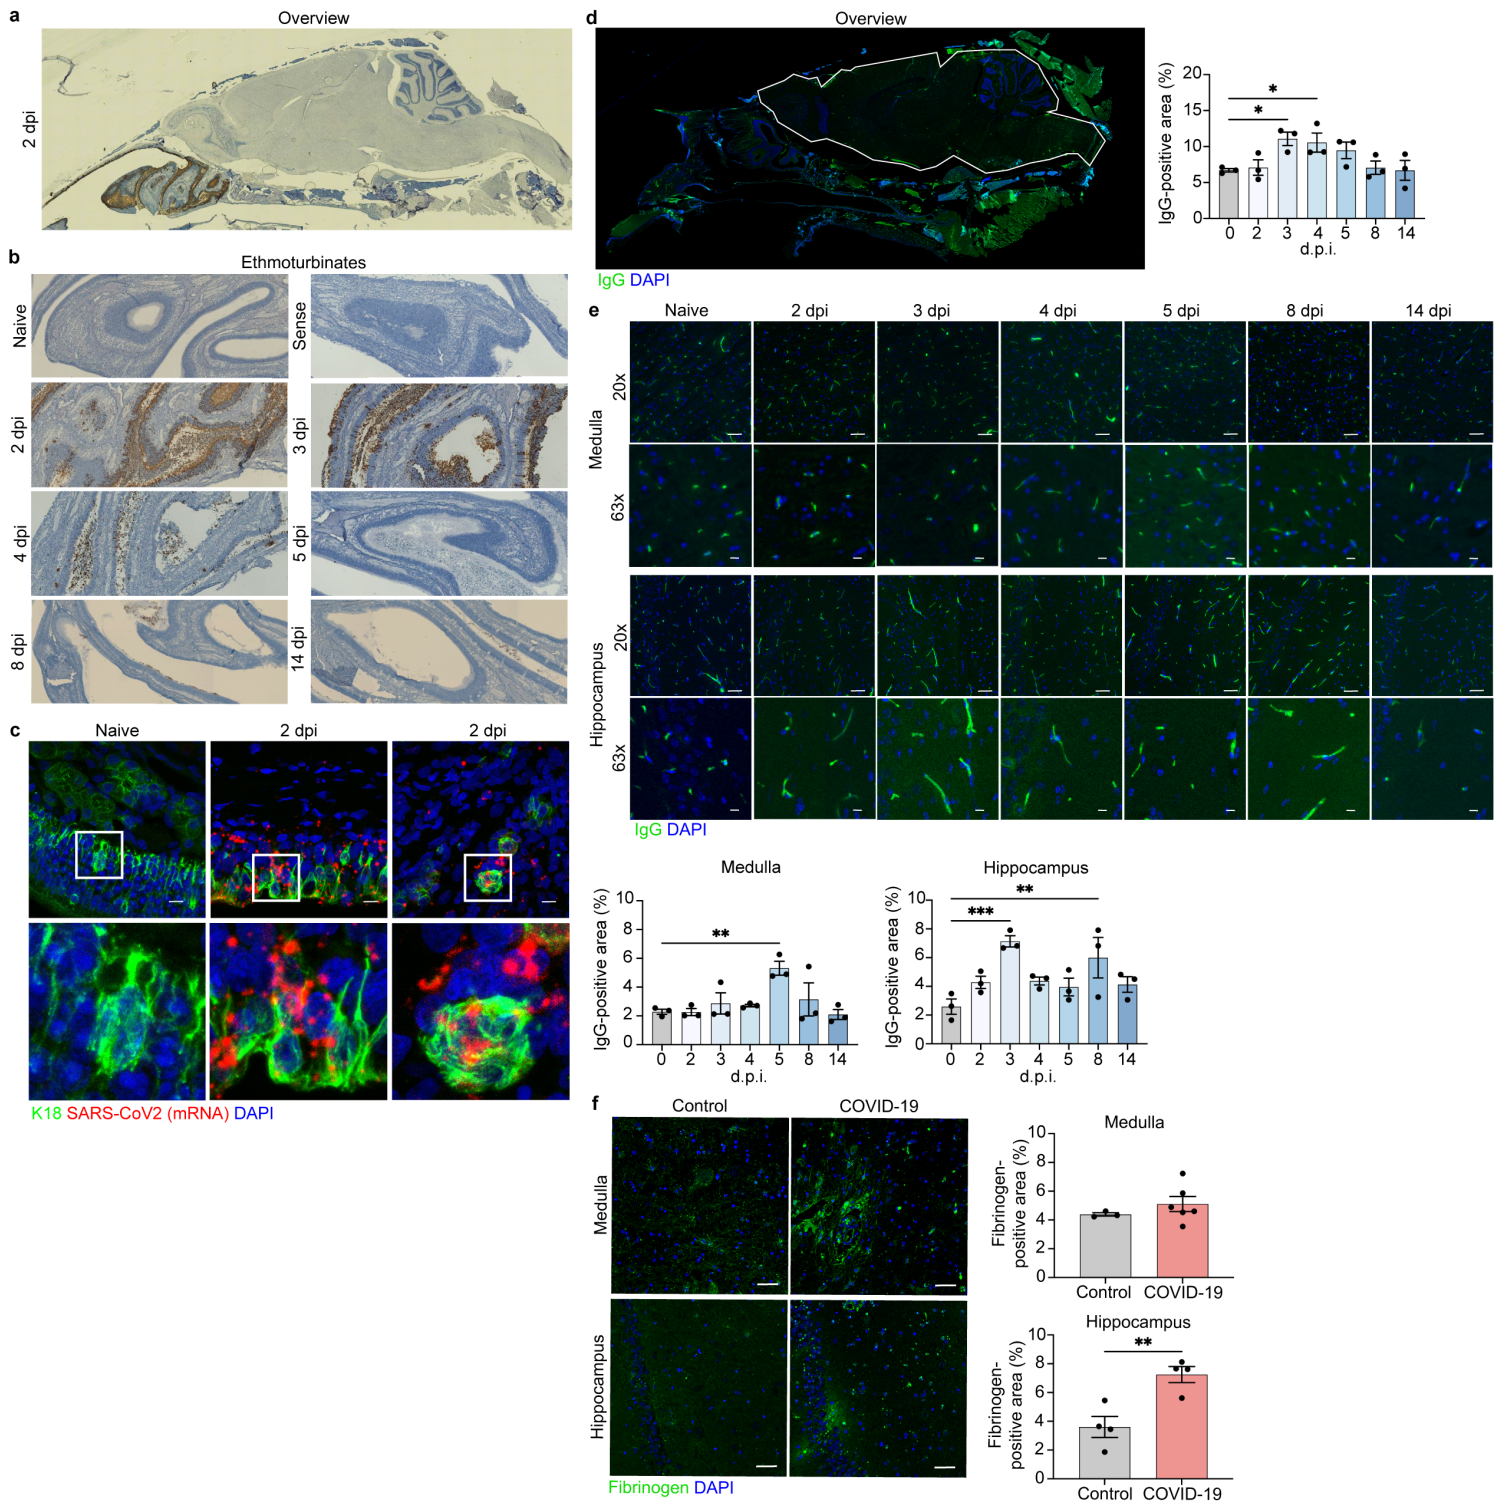 a
Overview
2 dpi
b
Ethmoturbinates
Naive
Sense
2 dpi
3 dpi
4 dpi
5 dpi
8 dpi
14 dpi
c
Naive
2 dpi
2 dpi
K18 SARS-CoV2 (mRNA) DAPI
d
Overview
IgG DAPI
IgG-positive area (%)
20
15
10
5
0
*
*
0 2 3 4 5 8 14
d.p.i.
e
Naive
2 dpi
3 dpi
4 dpi
5 dpi
8 dpi
14 dpi
Medulla
20x
63x
Hippocampus
20x
63x
IgG DAPI
Medulla
IgG-positive area (%)
10
8
6
4
2
0
**
0 2 3 4 5 8 14
d.p.i.
Hippocampus
IgG-positive area (%)
10
8
6
4
2
0
**
***
0 2 3 4 5 8 14
d.p.i.
f
Control
COVID-19
Medulla
Hippocampus
Fibrinogen DAPI
Medulla
Fibrinogen-
positive area (%)
10
8
6
4
2
0
Control COVID-19
Hippocampus
Fibrinogen-
positive area (%)
10
8
6
4
2
0
**
Control COVID-19